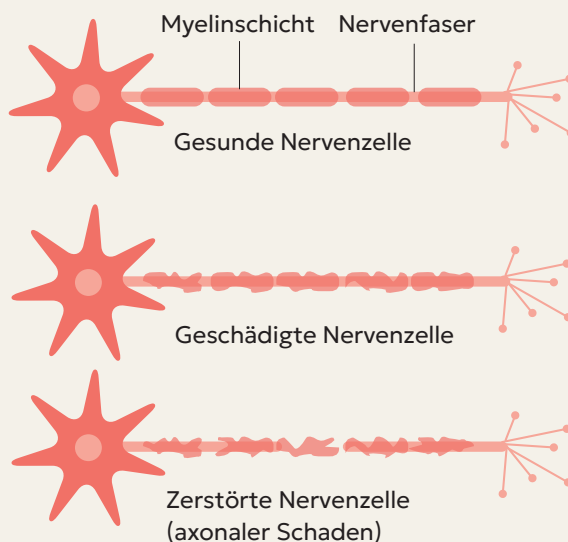 Myelinschicht Nervenfaser
Gesunde Nervenzelle
Geschädigte Nervenzelle
Zerstörte Nervenzelle
(axonaler Schaden)